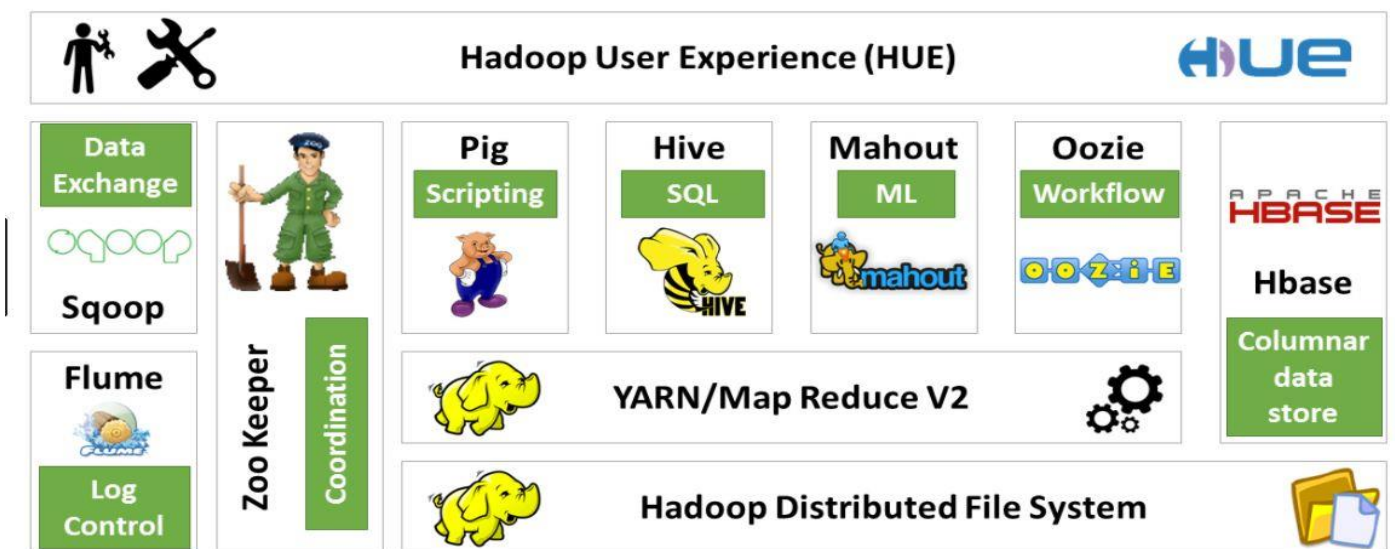 Hadoop User Experience (HUE)
HUE
Data
Exchange
sqoop
Sqoop
Flume
FLUME
Log
Control
ZOO
Zoo Keeper
Coordination
Pig
Scripting
Hive
SQL
HIVE
Mahout
ML
mahout
Oozie
Workflow
OOZiE
APACHE
HBASE
Hbase
Columnar
data
store
YARN/Map Reduce V2
Hadoop Distributed File System